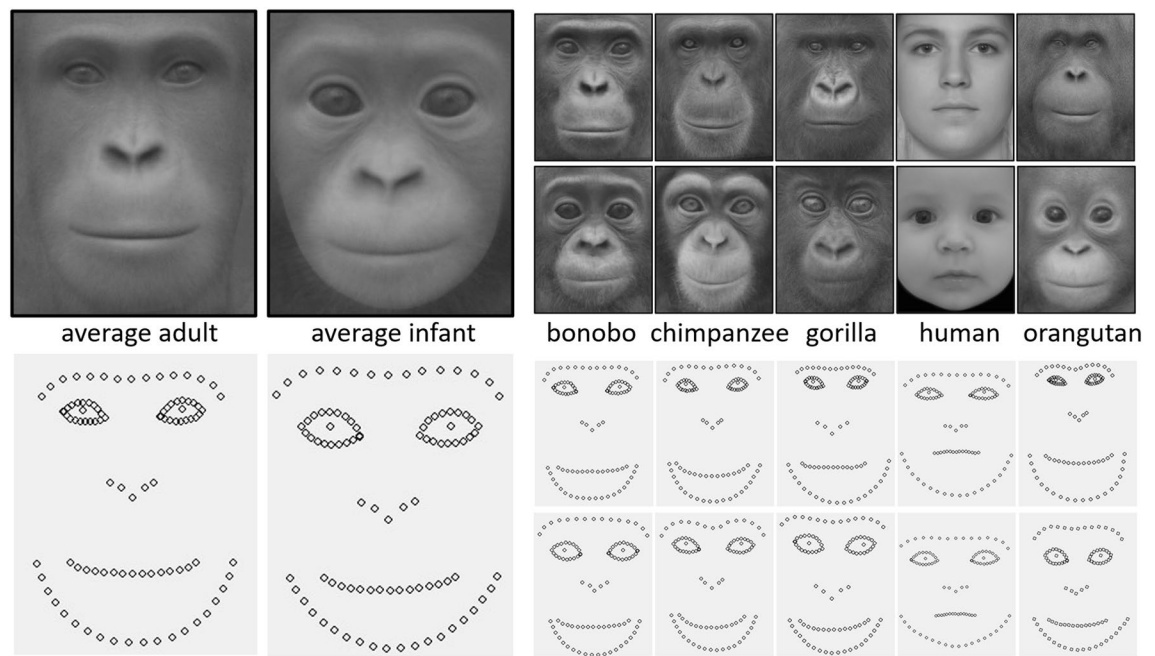 average adult
average infant
bonobo
chimpanzee
gorilla
human
orangutan